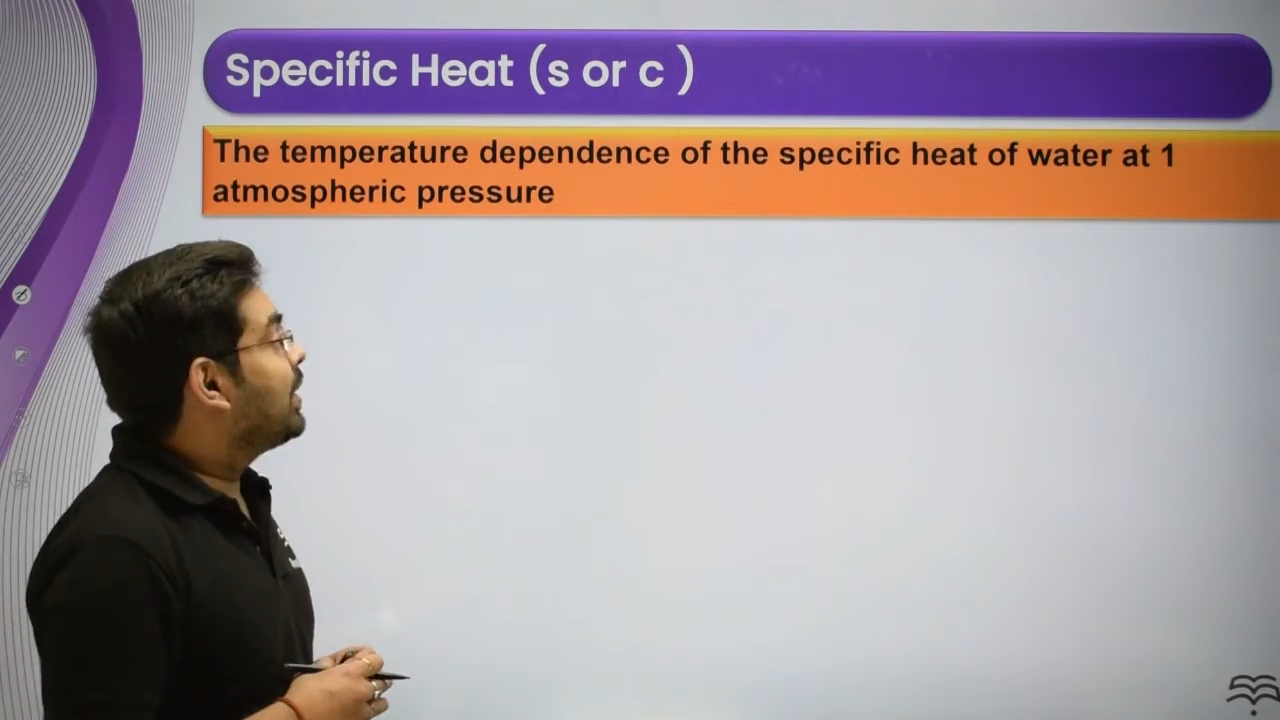 Specific Heat (s or c )
The temperature dependence of the specific heat of water at 1
atmospheric pressure